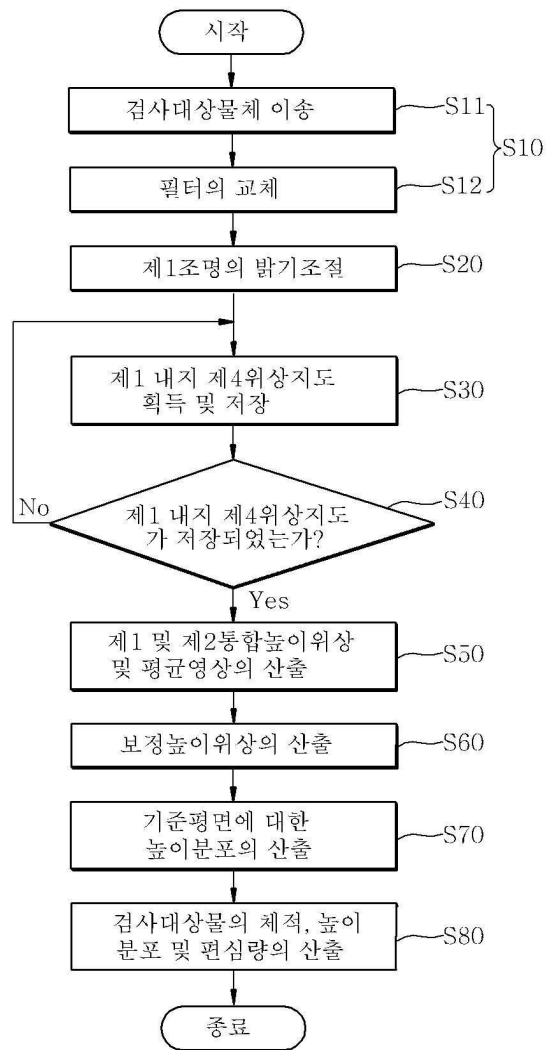 시작
검사대상물체 이송
S11
S10
필터의 교체
S12
제1조명의 밝기조절
S20
제1 내지 제4위상지도
획득 및 저장
S30
No
제1 내지 제4위상지도
가 저장되었는가?
S40
Yes
제1 및 제2통합높이위상
및 평균영상의 산출
S50
보정높이위상의 산출
S60
기준평면에 대한
높이분포의 산출
S70
검사대상물의 체적, 높이
분포 및 편심량의 산출
S80
종료